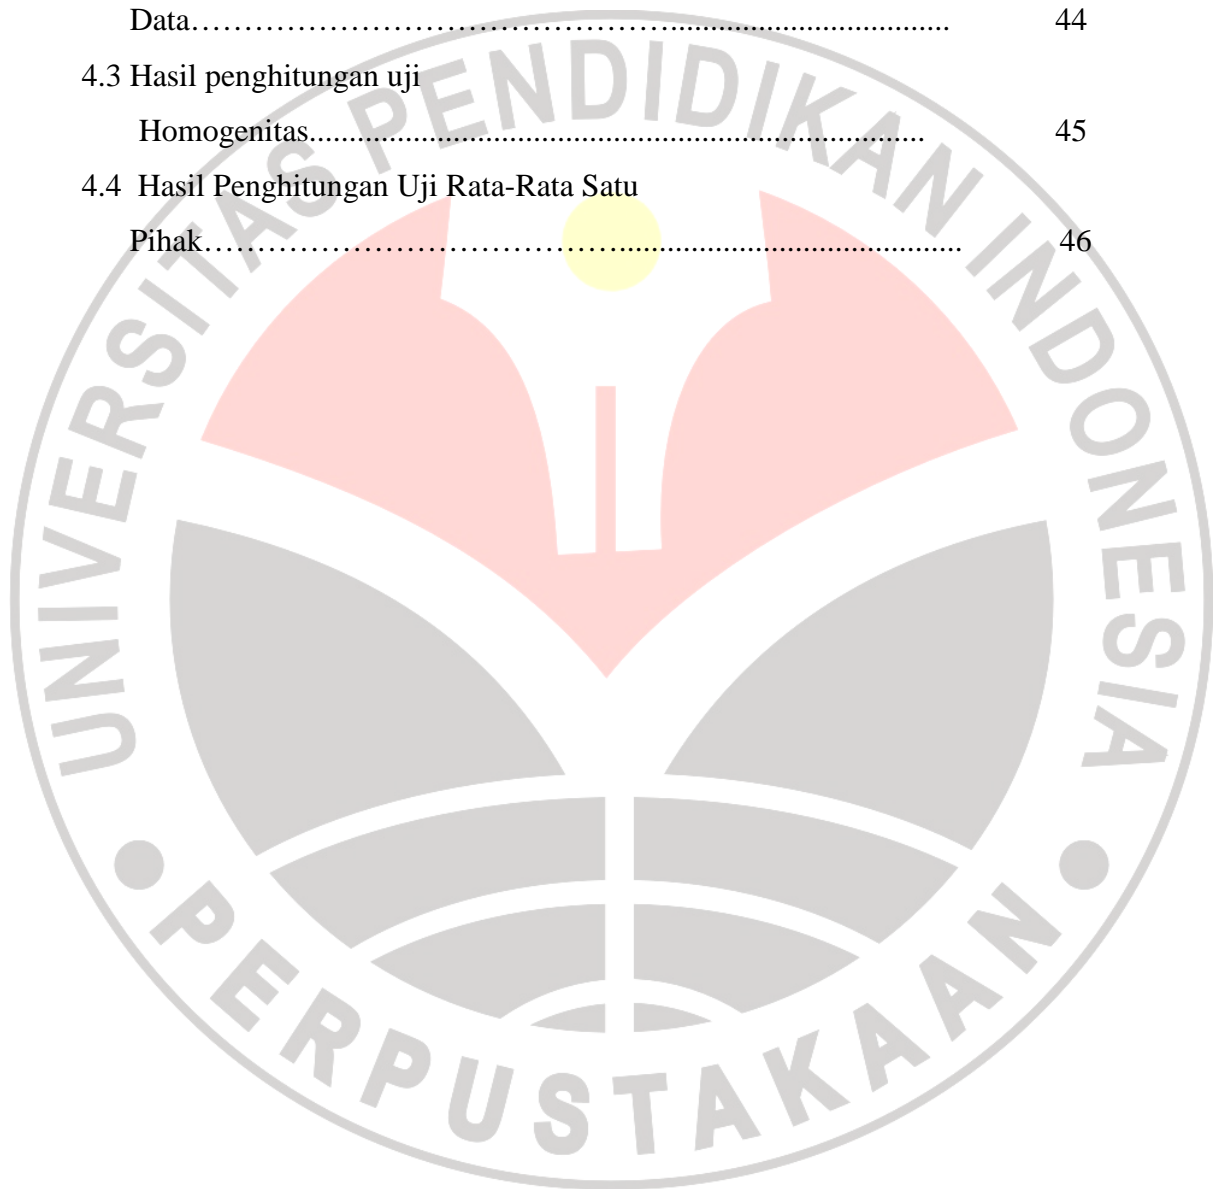 Data……………………………………………................................ 44
4.3 Hasil penghitungan uji
Homogenitas.......................................................................... 45
4.4 Hasil Penghitungan Uji Rata-Rata Satu
Pihak………………………………………......................................... 46
UNIVERSITAS PENDIDIKAN INDONESIA
PERPUSTAKAAN